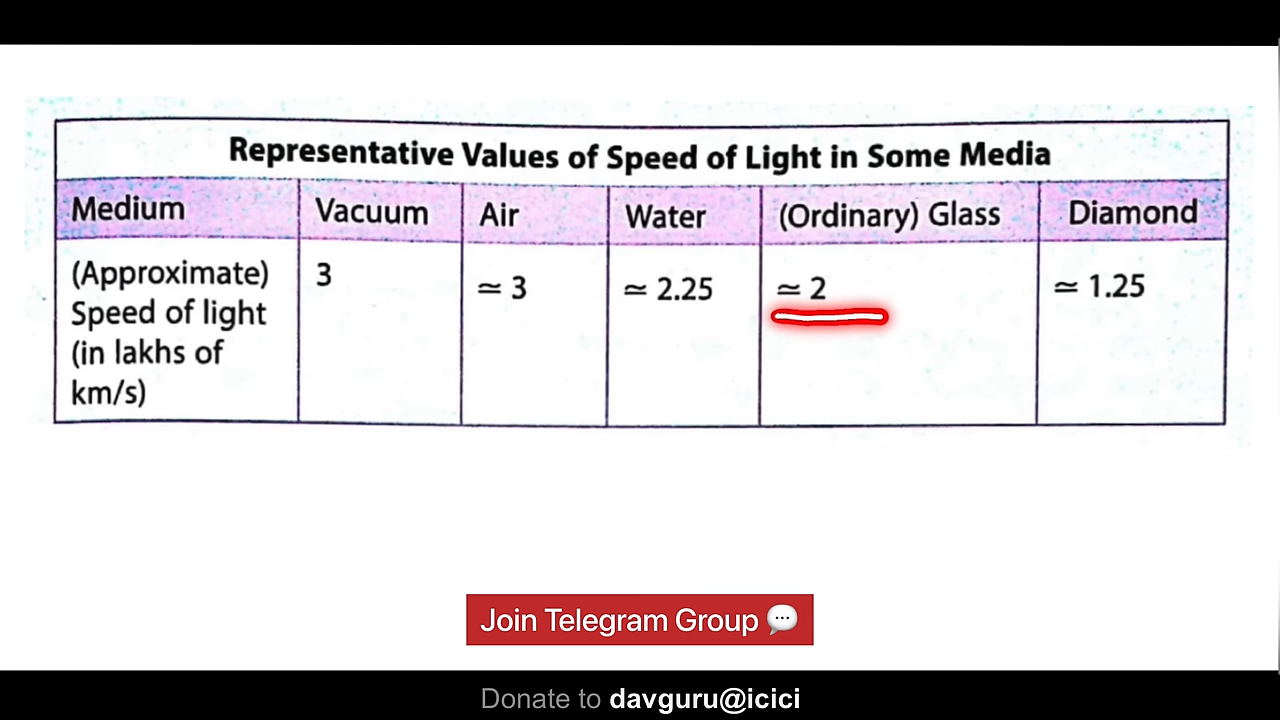 Representative Values of Speed of Light in Some Media
Medium Vacuum Air Water (Ordinary) Glass Diamond
(Approximate) 3 ≃ 3 ≃ 2.25 ≃ 2 ≃ 1.25
Speed of light
(in lakhs of
km/s)
Join Telegram Group 💬
Donate to davguru@icici